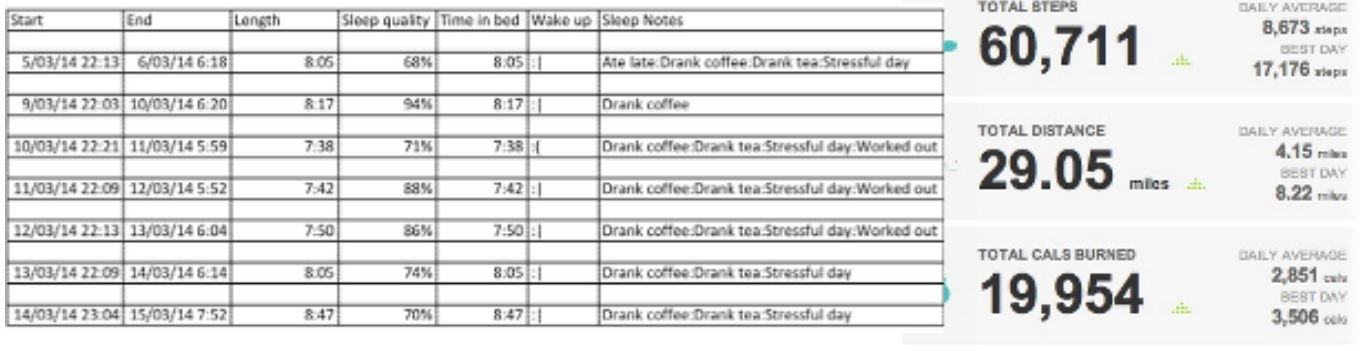 Start End Length Sleep quality Time in bed Wake up Sleep Notes
5/03/14 22:13 6/03/14 6:18 8:05 68% 8:05 :| Ate late:Drank coffee:Drank tea:Stressful day
9/03/14 22:03 10/03/14 6:20 8:17 94% 8:17 :| Drank coffee
10/03/14 22:21 11/03/14 5:59 7:38 71% 7:38 :( Drank coffee:Drank tea:Stressful day:Worked out
11/03/14 22:09 12/03/14 5:52 7:42 88% 7:42 :| Drank coffee:Drank tea:Stressful day:Worked out
12/03/14 22:13 13/03/14 6:04 7:50 86% 7:50 :| Drank coffee:Drank tea:Stressful day:Worked out
13/03/14 22:09 14/03/14 6:14 8:05 74% 8:05 :| Drank coffee:Drank tea:Stressful day
14/03/14 23:04 15/03/14 7:52 8:47 70% 8:47 :| Drank coffee:Drank tea:Stressful day
TOTAL STEPS
60,711
DAILY AVERAGE
8,673 steps
BEST DAY
17,176 steps
TOTAL DISTANCE
29.05 miles
DAILY AVERAGE
4.15 miles
BEST DAY
8.22 miles
TOTAL CALS BURNED
19,954
DAILY AVERAGE
2,851 cals
BEST DAY
3,506 cals